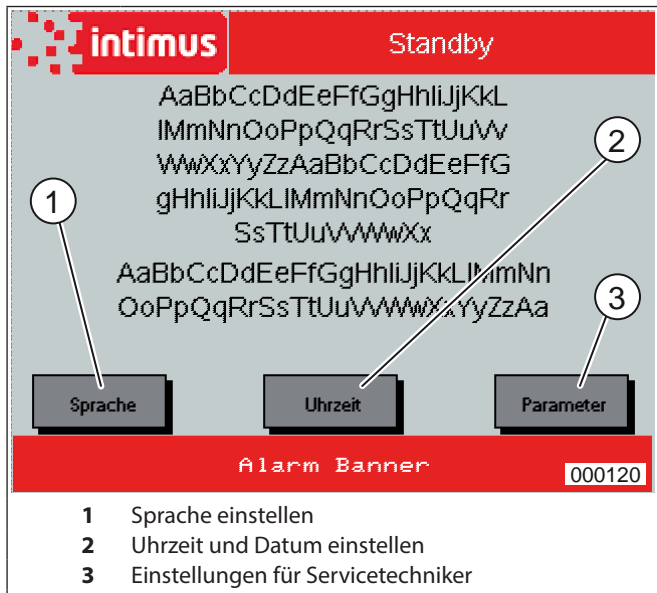 intimus
Standby
AaBbCcDdEeFfGgHhIiJjKkL
lMmNnOoPpQqRrSsTtUuVv
WwXxYyZzAaBbCcDdEeFfG
gHhIiJjKkLlMmNnOoPpQqRr
SsTtUuVvWwXx
AaBbCcDdEeFfGgHhIiJjKkLlMmNn
OoPpQqRrSsTtUuVvWwXxYyZzAa
1
2
3
Sprache
Uhrzeit
Parameter
Alarm Banner
000120
1 Sprache einstellen
2 Uhrzeit und Datum einstellen
3 Einstellungen für Servicetechniker